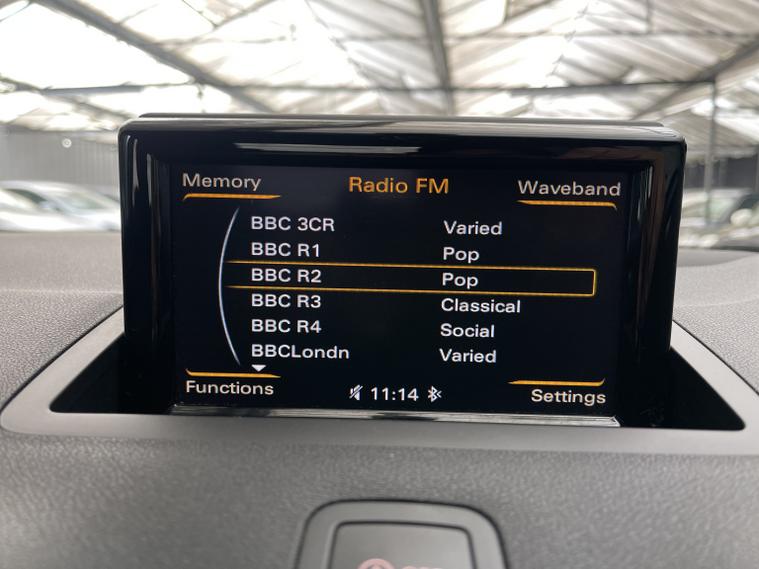 Memory Radio FM Waveband
BBC 3CR Varied
BBC R1 Pop
BBC R2 Pop
BBC R3 Classical
BBC R4 Social
BBCLondn Varied
Functions 11:14 Settings